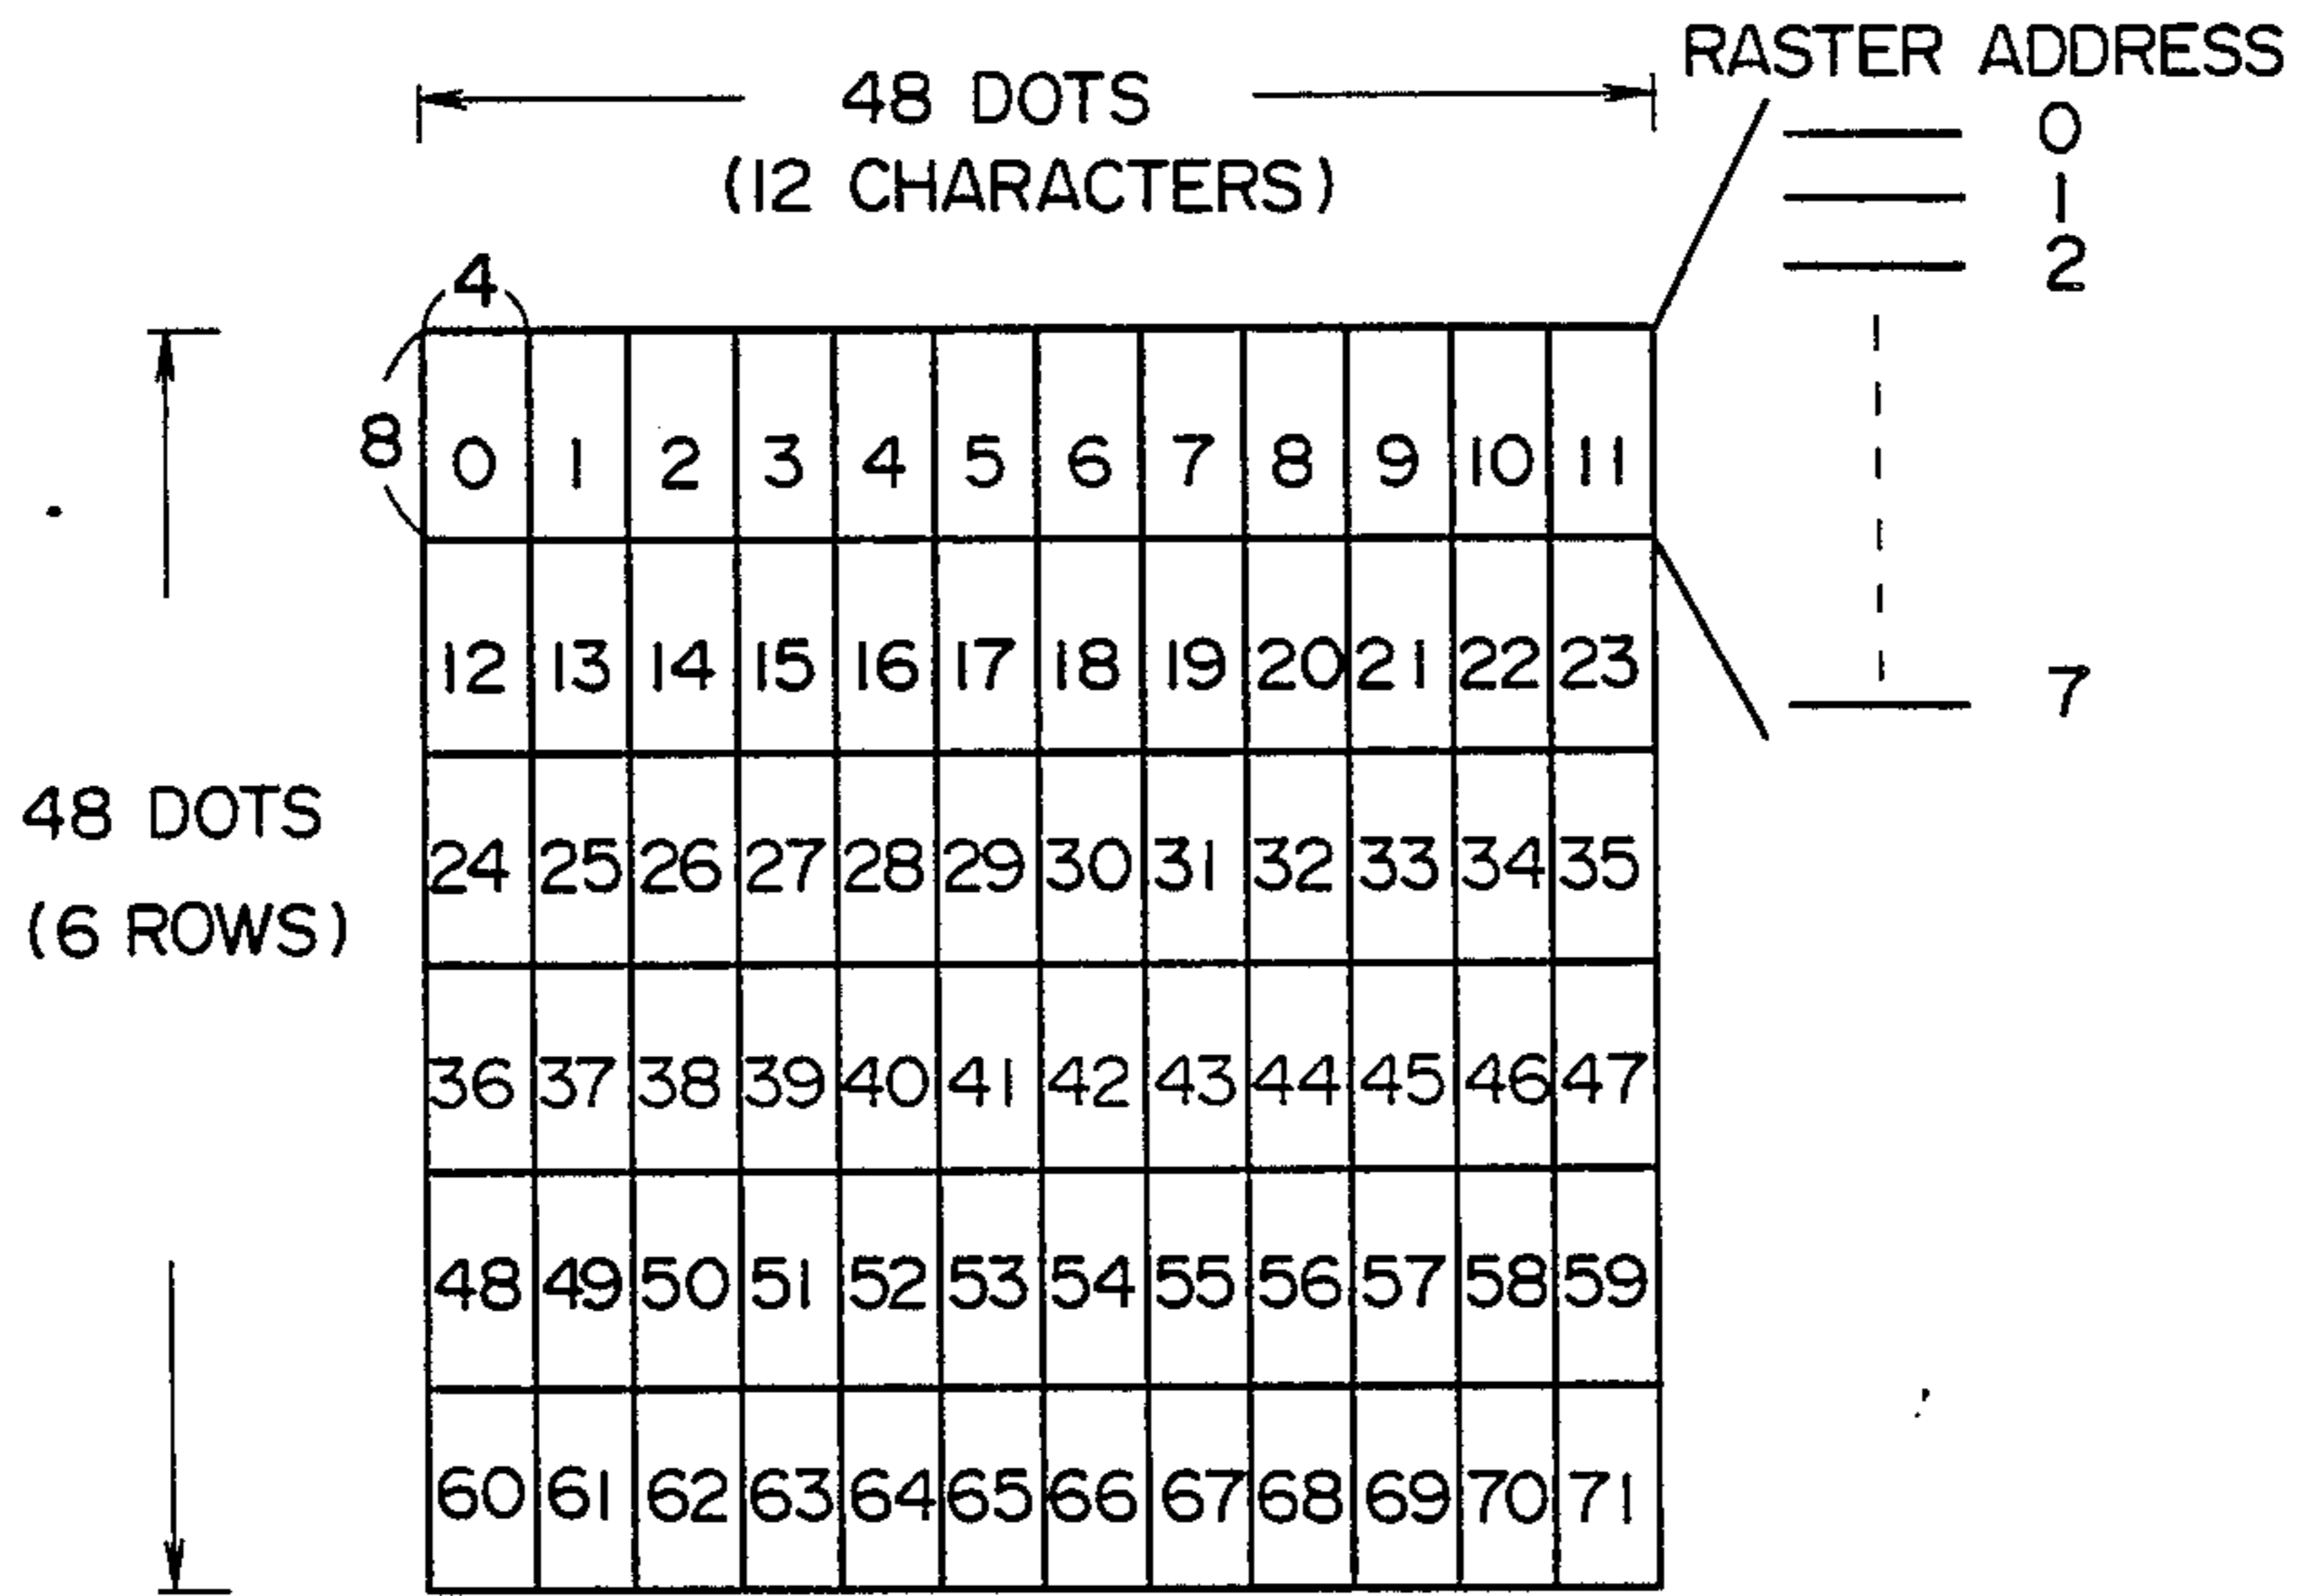 RASTER ADDRESS
48 DOTS
(12 CHARACTERS)
0
1
2
7
4
8
0 1 2 3 4 5 6 7 8 9 10 11
12 13 14 15 16 17 18 19 20 21 22 23
24 25 26 27 28 29 30 31 32 33 34 35
36 37 38 39 40 41 42 43 44 45 46 47
48 49 50 51 52 53 54 55 56 57 58 59
60 61 62 63 64 65 66 67 68 69 70 71
48 DOTS
(6 ROWS)